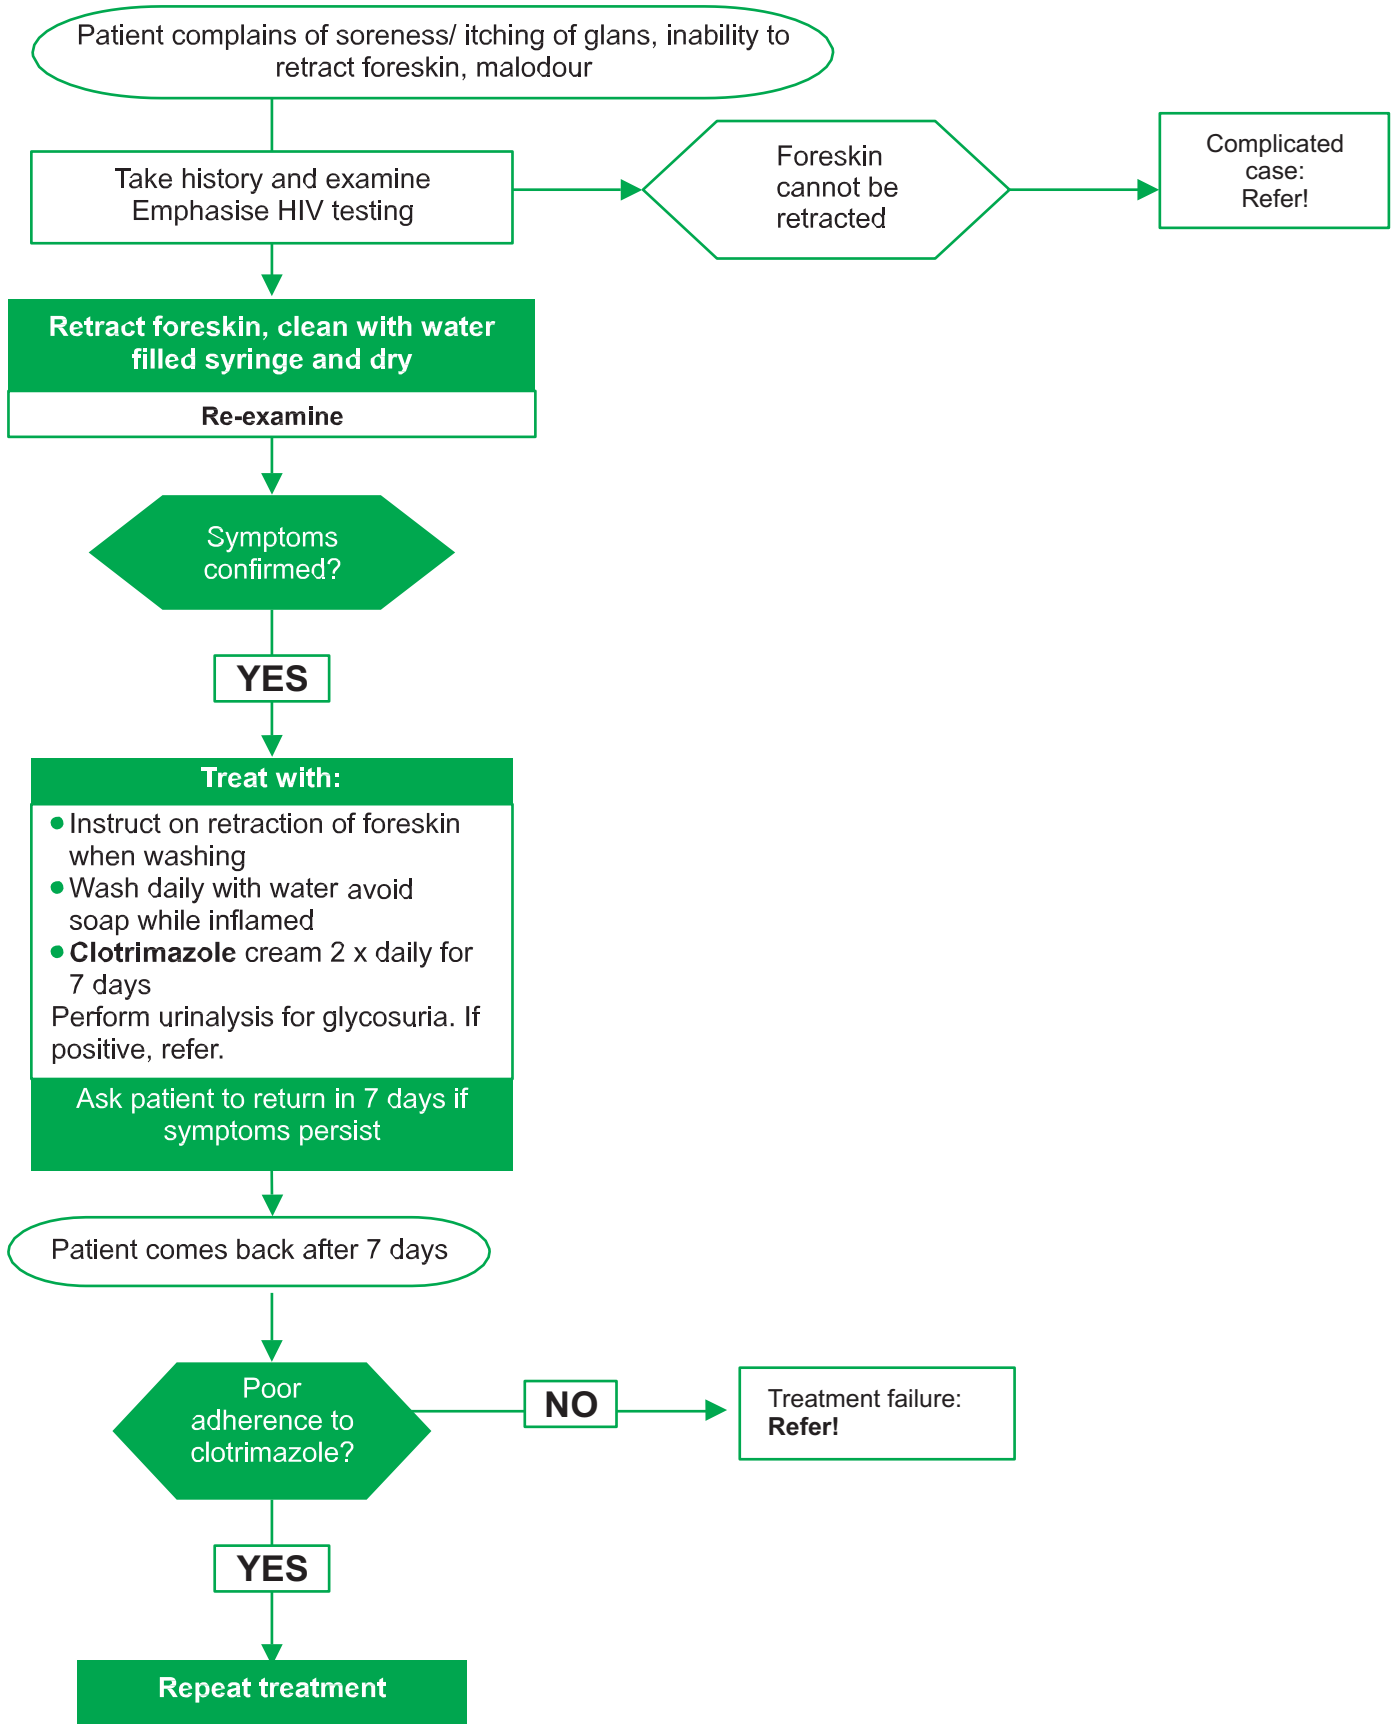 Patient complains of soreness/ itching of glans, inability to
retract foreskin, malodour
Take history and examine
Emphasise HIV testing
Foreskin
cannot be
retracted
Complicated
case:
Refer!
Retract foreskin, clean with water
filled syringe and dry
Re-examine
Symptoms
confirmed?
YES
Treat with:
• Instruct on retraction of foreskin
when washing
• Wash daily with water avoid
soap while inflamed
• Clotrimazole cream 2 x daily for
7 days
Perform urinalysis for glycosuria. If
positive, refer.
Ask patient to return in 7 days if
symptoms persist
Patient comes back after 7 days
Poor
adherence to
clotrimazole?
NO
Treatment failure:
Refer!
YES
Repeat treatment